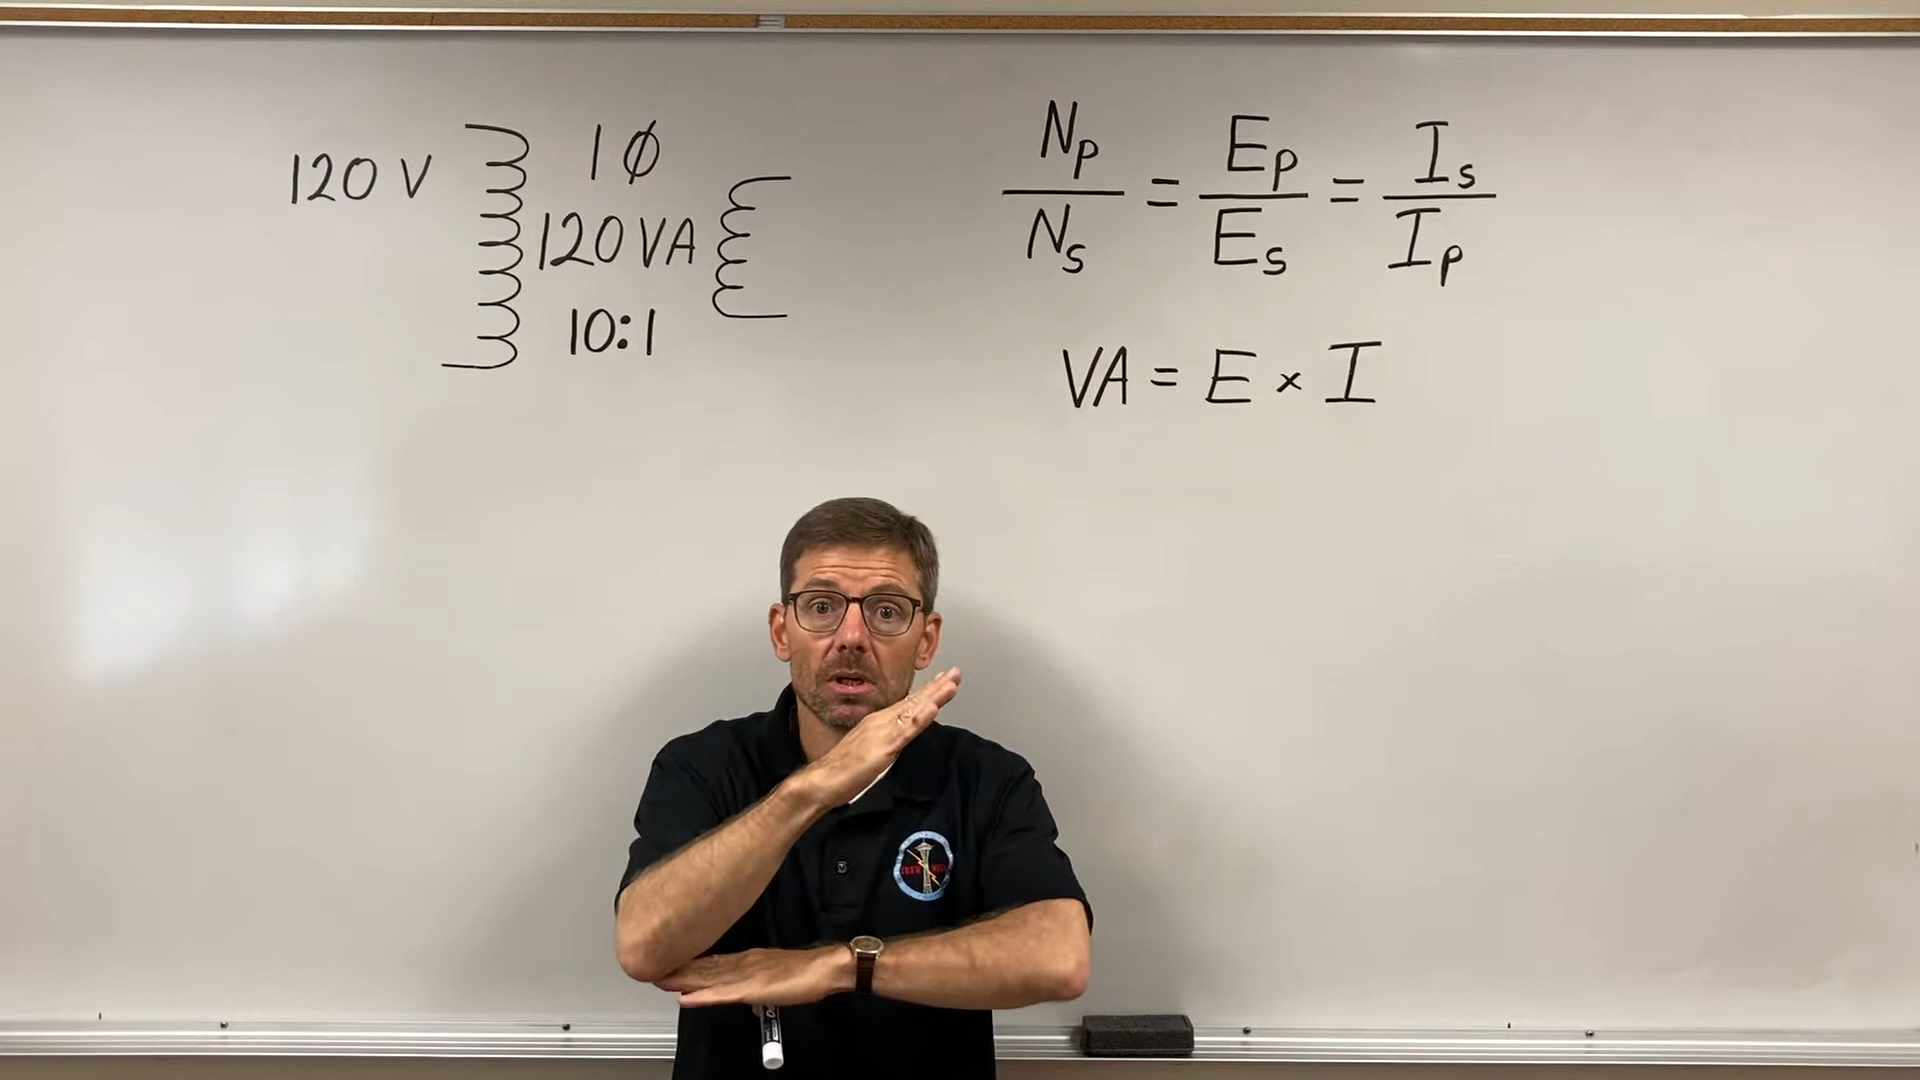 120 V
1 Ø
120 VA
10:1
Np/Ns = Ep/Es = Is/Ip
VA = E × I